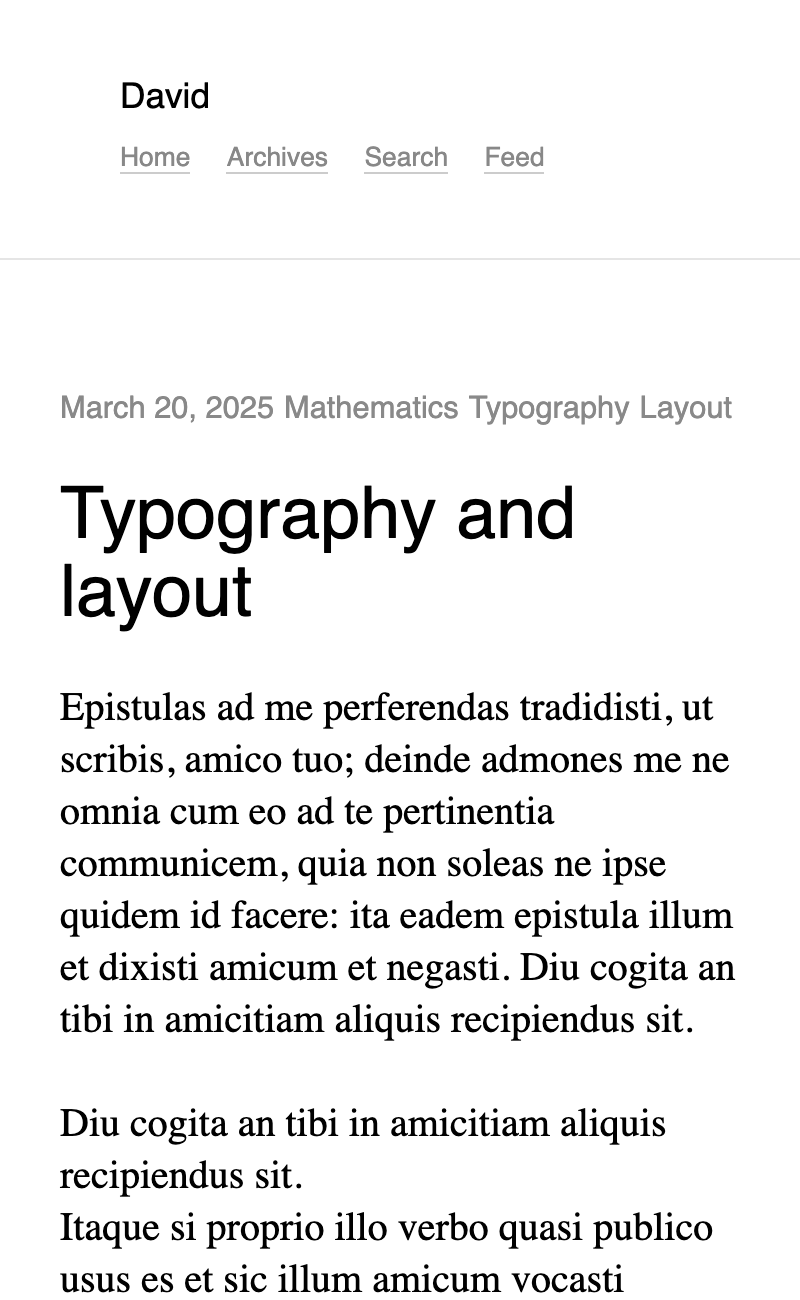 David
Home Archives Search Feed
March 20, 2025 Mathematics Typography Layout
Typography and
layout
Epistulas ad me perferendas tradidisti, ut
scribis, amico tuo; deinde admones me ne
omnia cum eo ad te pertinentia
communicem, quia non soleas ne ipse
quidem id facere: ita eadem epistula illum
et dixisti amicum et negasti. Diu cogita an
tibi in amicitiam aliquis recipiendus sit.
Diu cogita an tibi in amicitiam aliquis
recipiendus sit.
Itaque si proprio illo verbo quasi publico
usus es et sic illum amicum vocasti